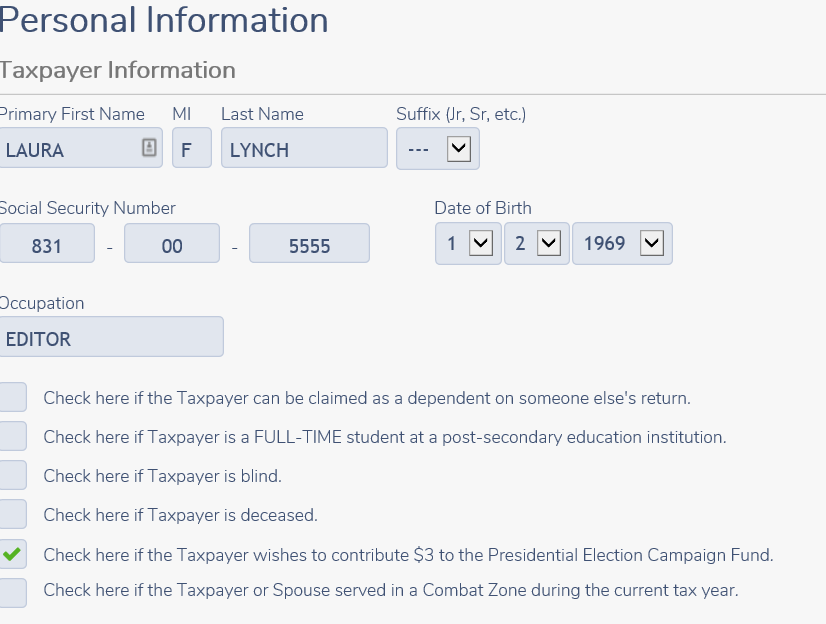 Personal Information
Taxpayer Information
Primary First Name MI Last Name Suffix (Jr, Sr, etc.)
LAURA F LYNCH ---
Social Security Number Date of Birth
831 - 00 - 5555 1 2 1969
Occupation
EDITOR
Check here if the Taxpayer can be claimed as a dependent on someone else's return.
Check here if Taxpayer is a FULL-TIME student at a post-secondary education institution.
Check here if Taxpayer is blind.
Check here if Taxpayer is deceased.
Check here if the Taxpayer wishes to contribute $3 to the Presidential Election Campaign Fund.
Check here if the Taxpayer or Spouse served in a Combat Zone during the current tax year.